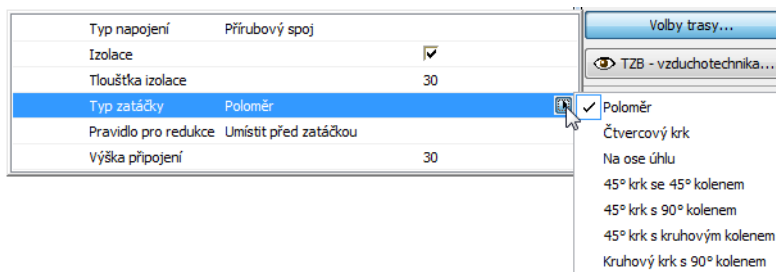 Typ napojení Přírubový spoj
Izolace
Tloušťka izolace 30
Typ zatáčky Poloměr
Pravidlo pro redukce Umístit před zatáčkou
Výška připojení 30
Volby trasy...
TZB - vzduchotechnika...
Poloměr
Čtvercový krk
Na ose úhlu
45° krk se 45° kolenem
45° krk s 90° kolenem
45° krk s kruhovým kolenem
Kruhový krk s 90° kolenem